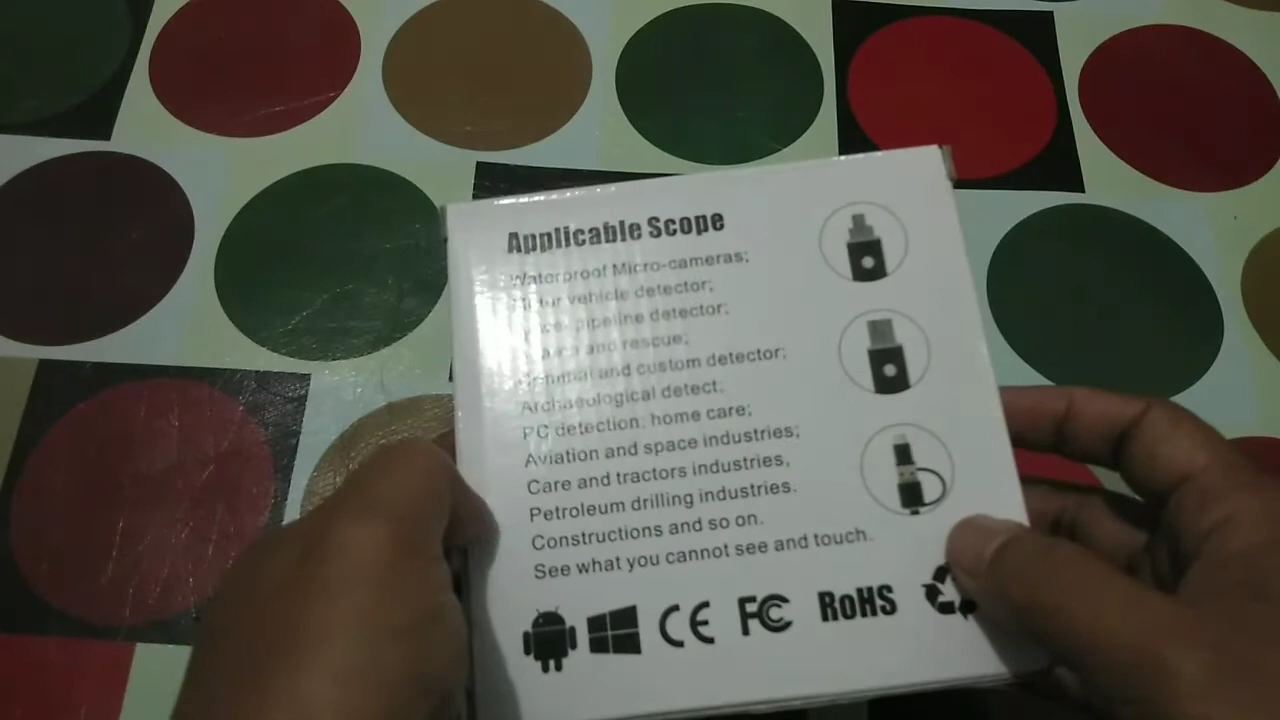 Applicable Scope
Waterproof Micro-cameras;
vehicle detector;
pipeline detector;
and rescue;
and custom detector;
Archaeological detect;
PC detection; home care;
Aviation and space industries;
Care and tractors industries,
Petroleum drilling industries.
Constructions and so on.
See what you cannot see and touch.
CE FC RoHS